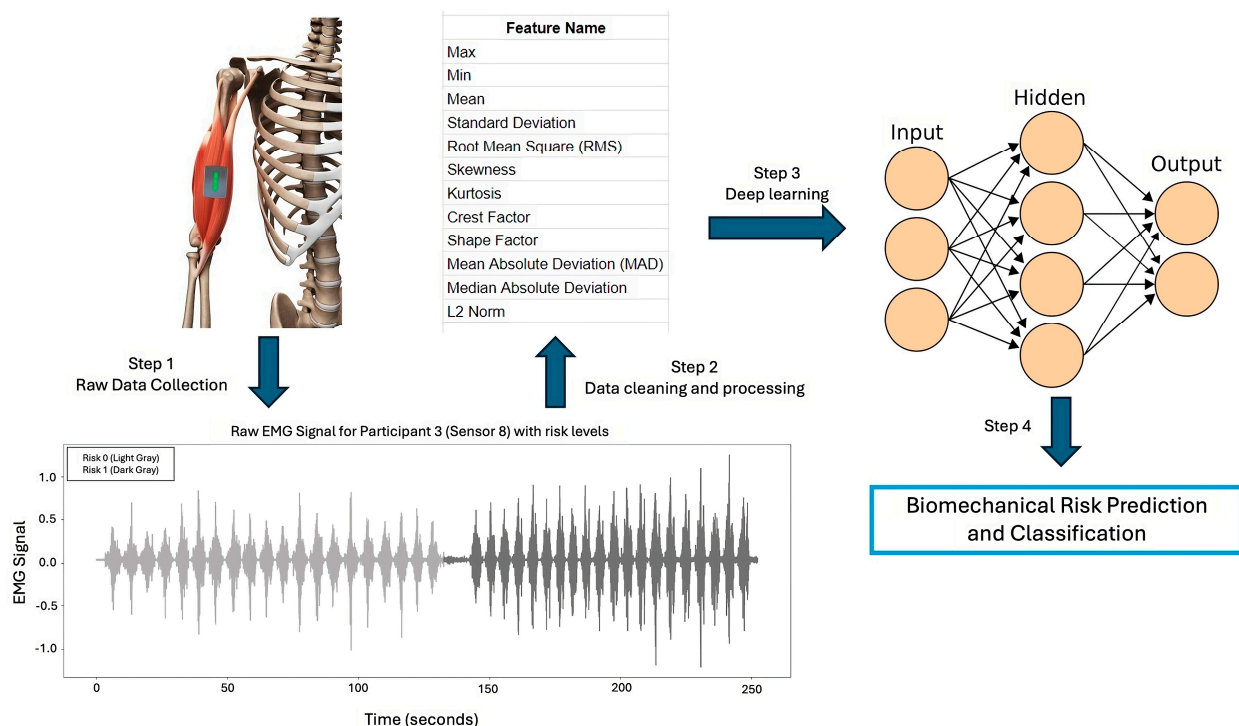 Feature Name
Max
Min
Mean
Standard Deviation
Root Mean Square (RMS)
Skewness
Kurtosis
Crest Factor
Shape Factor
Mean Absolute Deviation (MAD)
Median Absolute Deviation
L2 Norm
Step 1
Raw Data Collection
Step 2
Data cleaning and processing
Step 3
Deep learning
Input
Hidden
Output
Step 4
Biomechanical Risk Prediction
and Classification
Raw EMG Signal for Participant 3 (Sensor 8) with risk levels
Risk 0 (Light Gray)
Risk 1 (Dark Gray)
EMG Signal
1.0
0.5
0.0
-0.5
-1.0
0
50
100
150
200
250
Time (seconds)